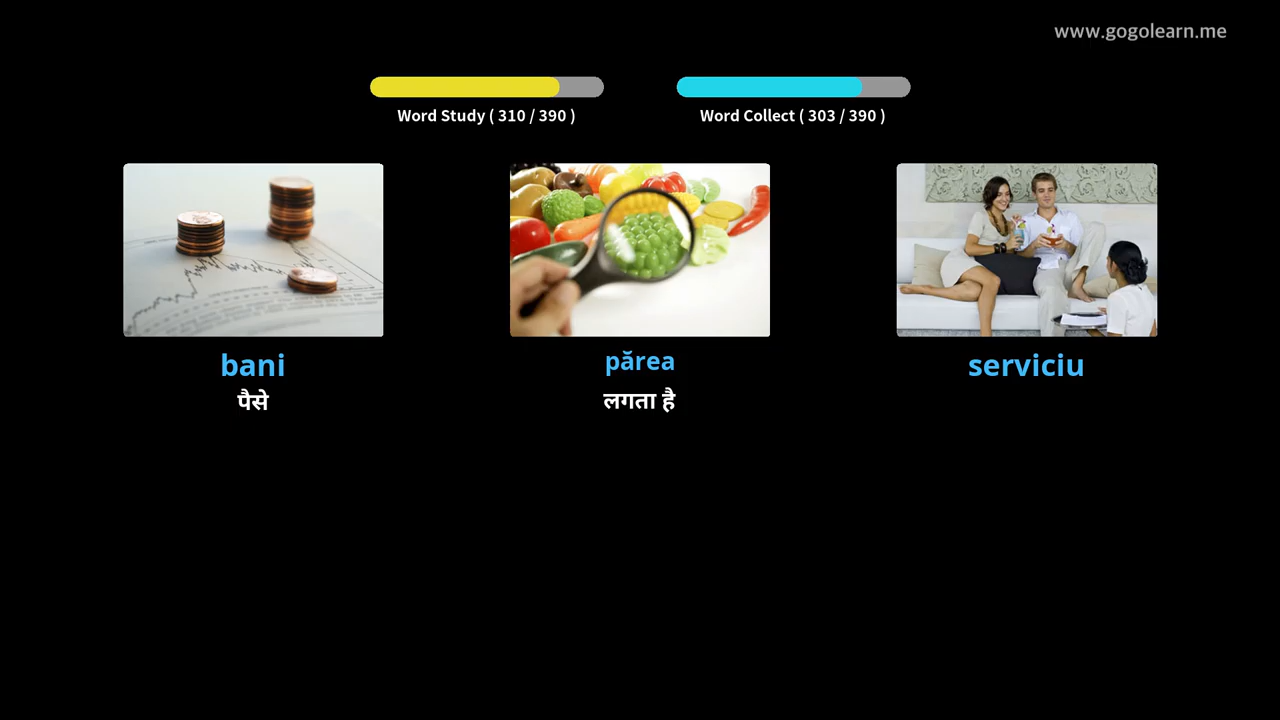 www.gogolearn.me
Word Study ( 310 / 390 )
Word Collect ( 303 / 390 )
bani
पैसे
părea
लगता है
serviciu